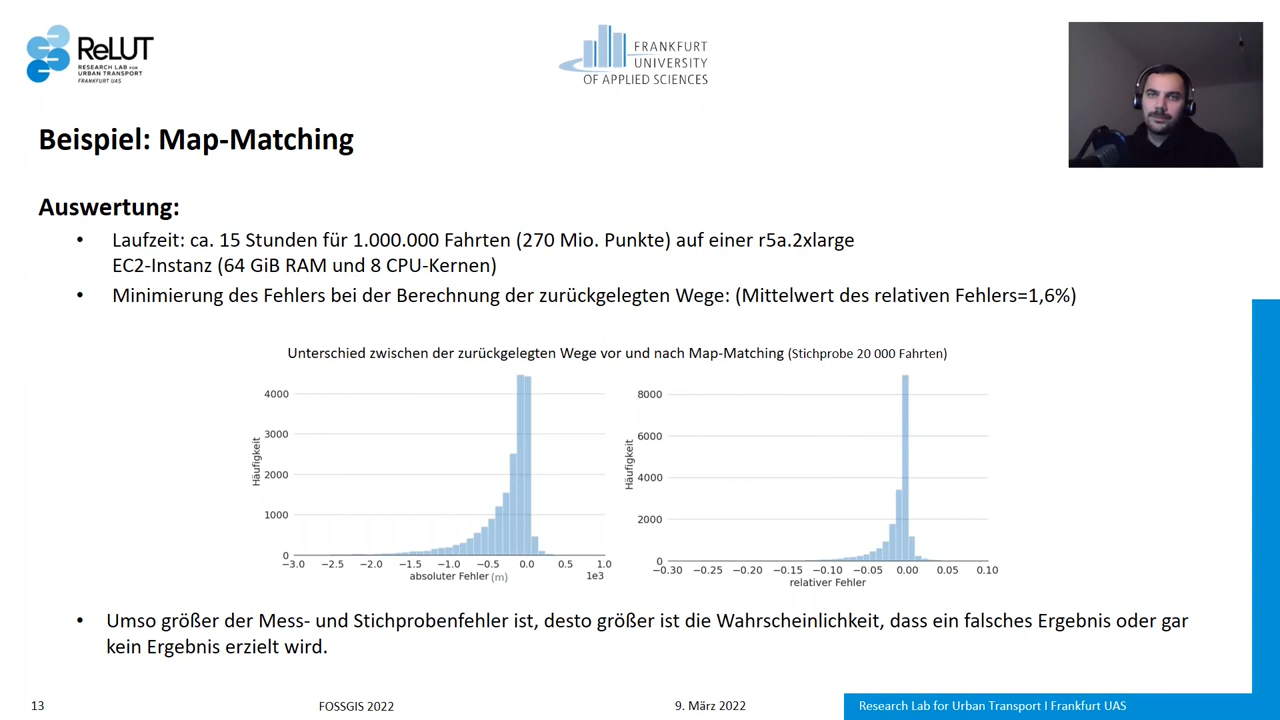 ReLUT
RESEARCH LAB FOR
URBAN TRANSPORT
FRANKFURT UAS
FRANKFURT
UNIVERSITY
OF APPLIED SCIENCES
Beispiel: Map-Matching
Auswertung:
• Laufzeit: ca. 15 Stunden für 1.000.000 Fahrten (270 Mio. Punkte) auf einer r5a.2xlarge
EC2-Instanz (64 GiB RAM und 8 CPU-Kernen)
• Minimierung des Fehlers bei der Berechnung der zurückgelegten Wege: (Mittelwert des relativen Fehlers=1,6%)
Unterschied zwischen der zurückgelegten Wege vor und nach Map-Matching (Stichprobe 20 000 Fahrten)
4000
3000
2000
1000
0
Häufigkeit
−3.0 −2.5 −2.0 −1.5 −1.0 −0.5 0.0 0.5 1.0
1e3
absoluter Fehler (m)
8000
6000
4000
2000
0
Häufigkeit
−0.30 −0.25 −0.20 −0.15 −0.10 −0.05 0.00 0.05 0.10
relativer Fehler
• Umso größer der Mess- und Stichprobenfehler ist, desto größer ist die Wahrscheinlichkeit, dass ein falsches Ergebnis oder gar
kein Ergebnis erzielt wird.
13 FOSSGIS 2022 9. März 2022 Research Lab for Urban Transport I Frankfurt UAS